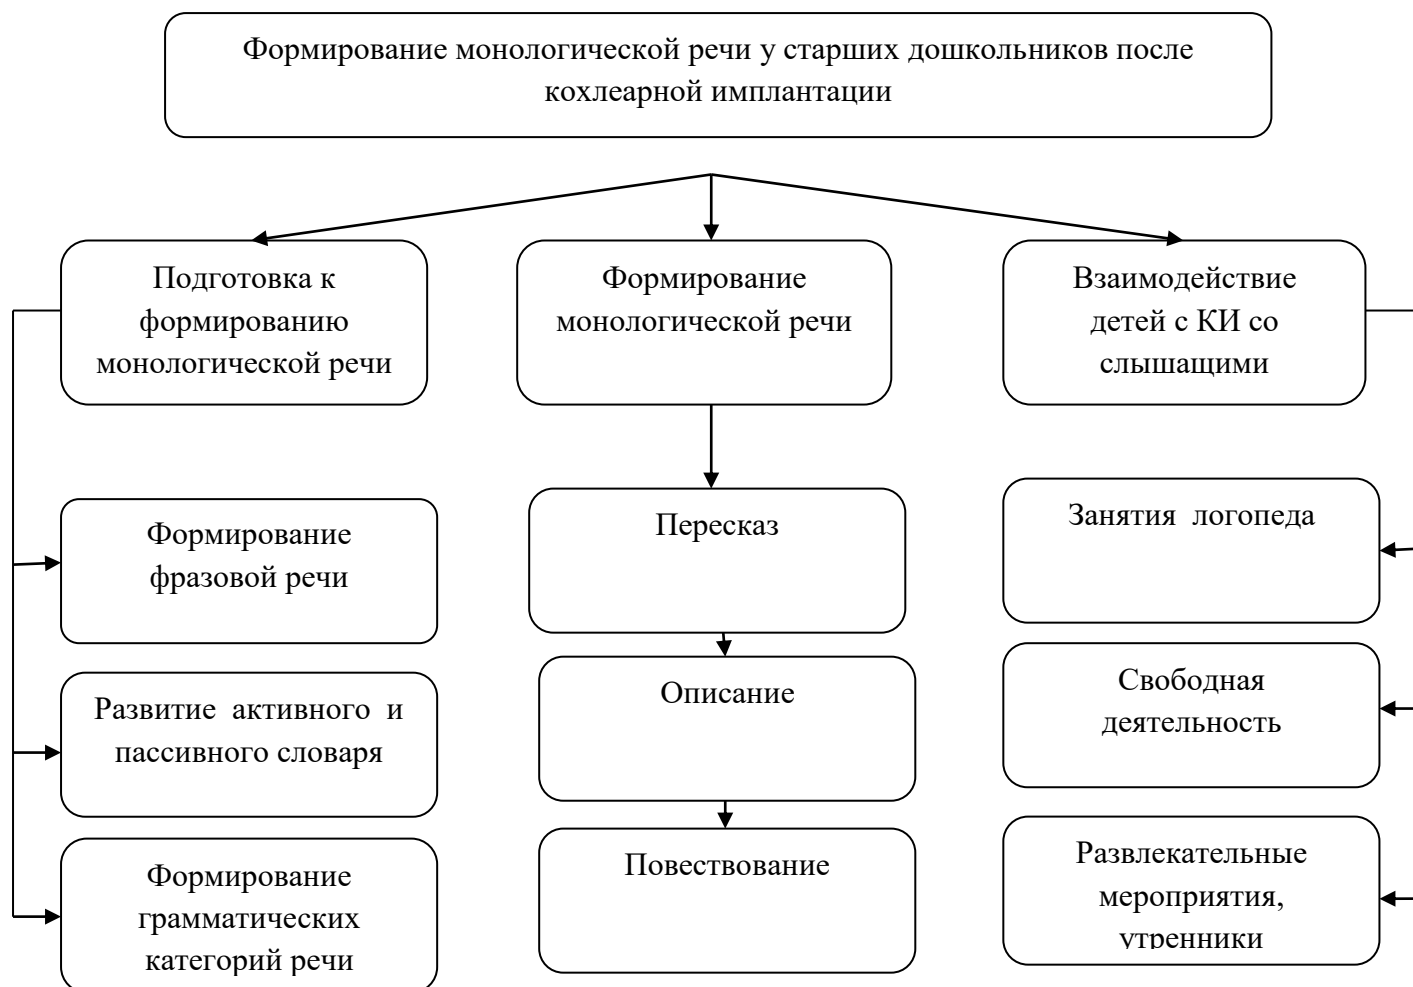 Формирование монологической речи у старших дошкольников после
кохлеарной имплантации
Подготовка к
формированию
монологической речи
Формирование
монологической речи
Взаимодействие
детей с КИ со
слышащими
Формирование
фразовой речи
Пересказ
Занятия логопеда
Развитие активного и
пассивного словаря
Описание
Свободная
деятельность
Формирование
грамматических
категорий речи
Повествование
Развлекательные
мероприятия,
утренники